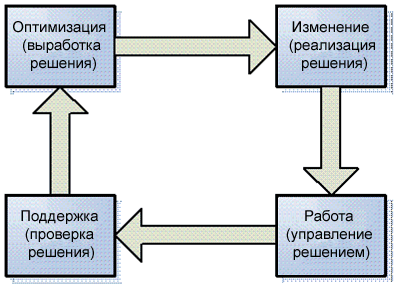 Оптимизация
(выработка
решения)
Изменение
(реализация
решения)
Поддержка
(проверка
решения)
Работа
(управление
решением)